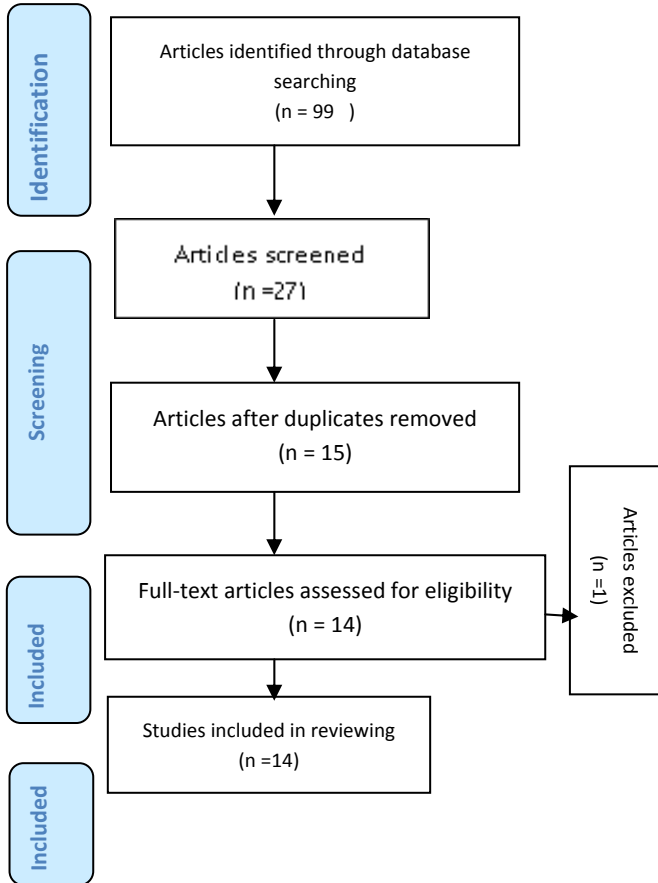 Identification
Articles identified through database
searching
(n = 99   )
Articles screened
(n =27)
Screening
Articles after duplicates removed
(n = 15)
Full-text articles assessed for eligibility
(n = 14)
Articles excluded
(n =1)
Included
Studies included in reviewing
(n =14)
Included